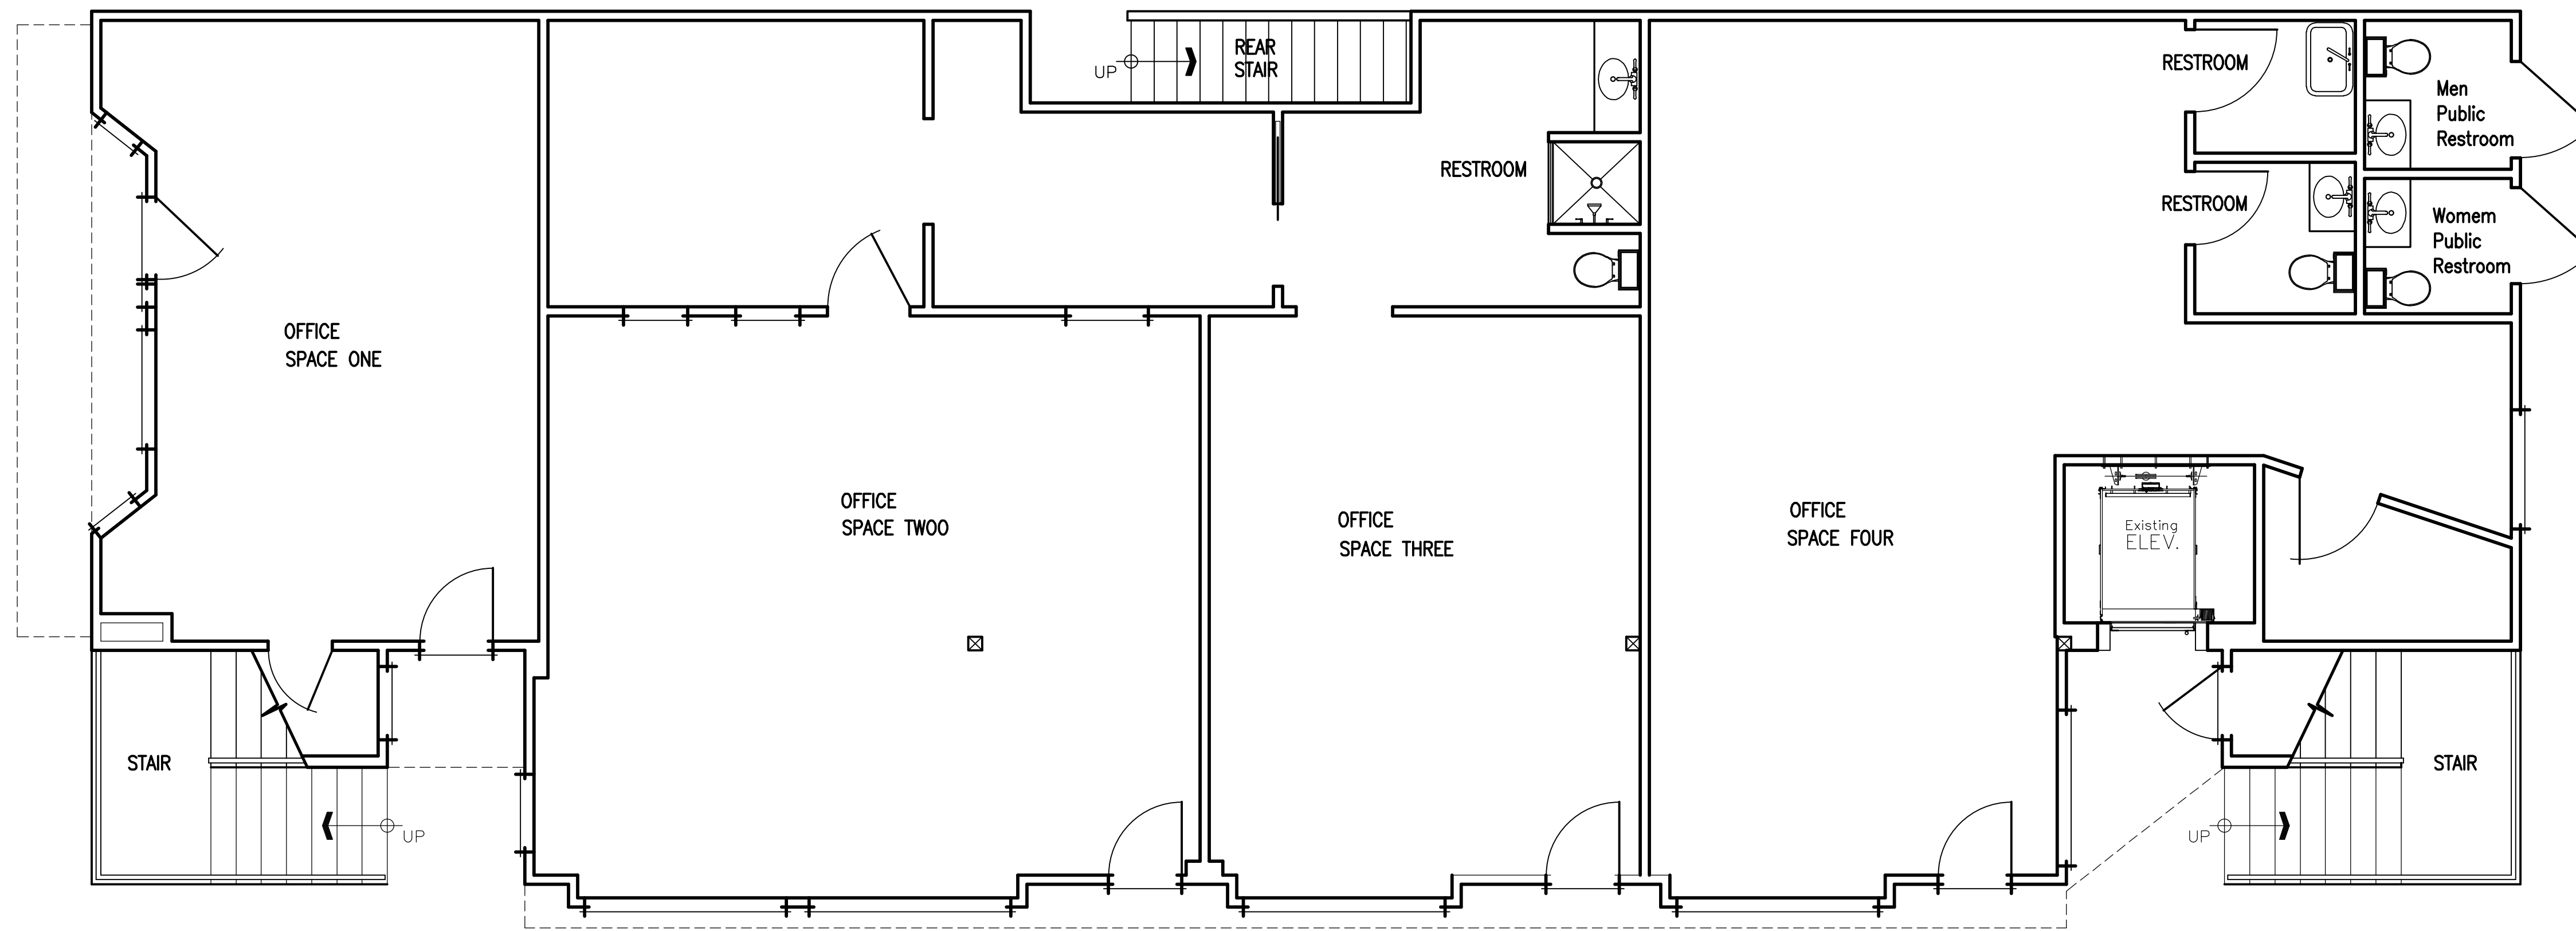 REAR
STAIR
UP
RESTROOM
Men
Public
Restroom
RESTROOM
RESTROOM
Womem
Public
Restroom
OFFICE
SPACE ONE
OFFICE
SPACE TWOO
OFFICE
SPACE THREE
OFFICE
SPACE FOUR
Existing
ELEV.
STAIR
UP
STAIR
UP